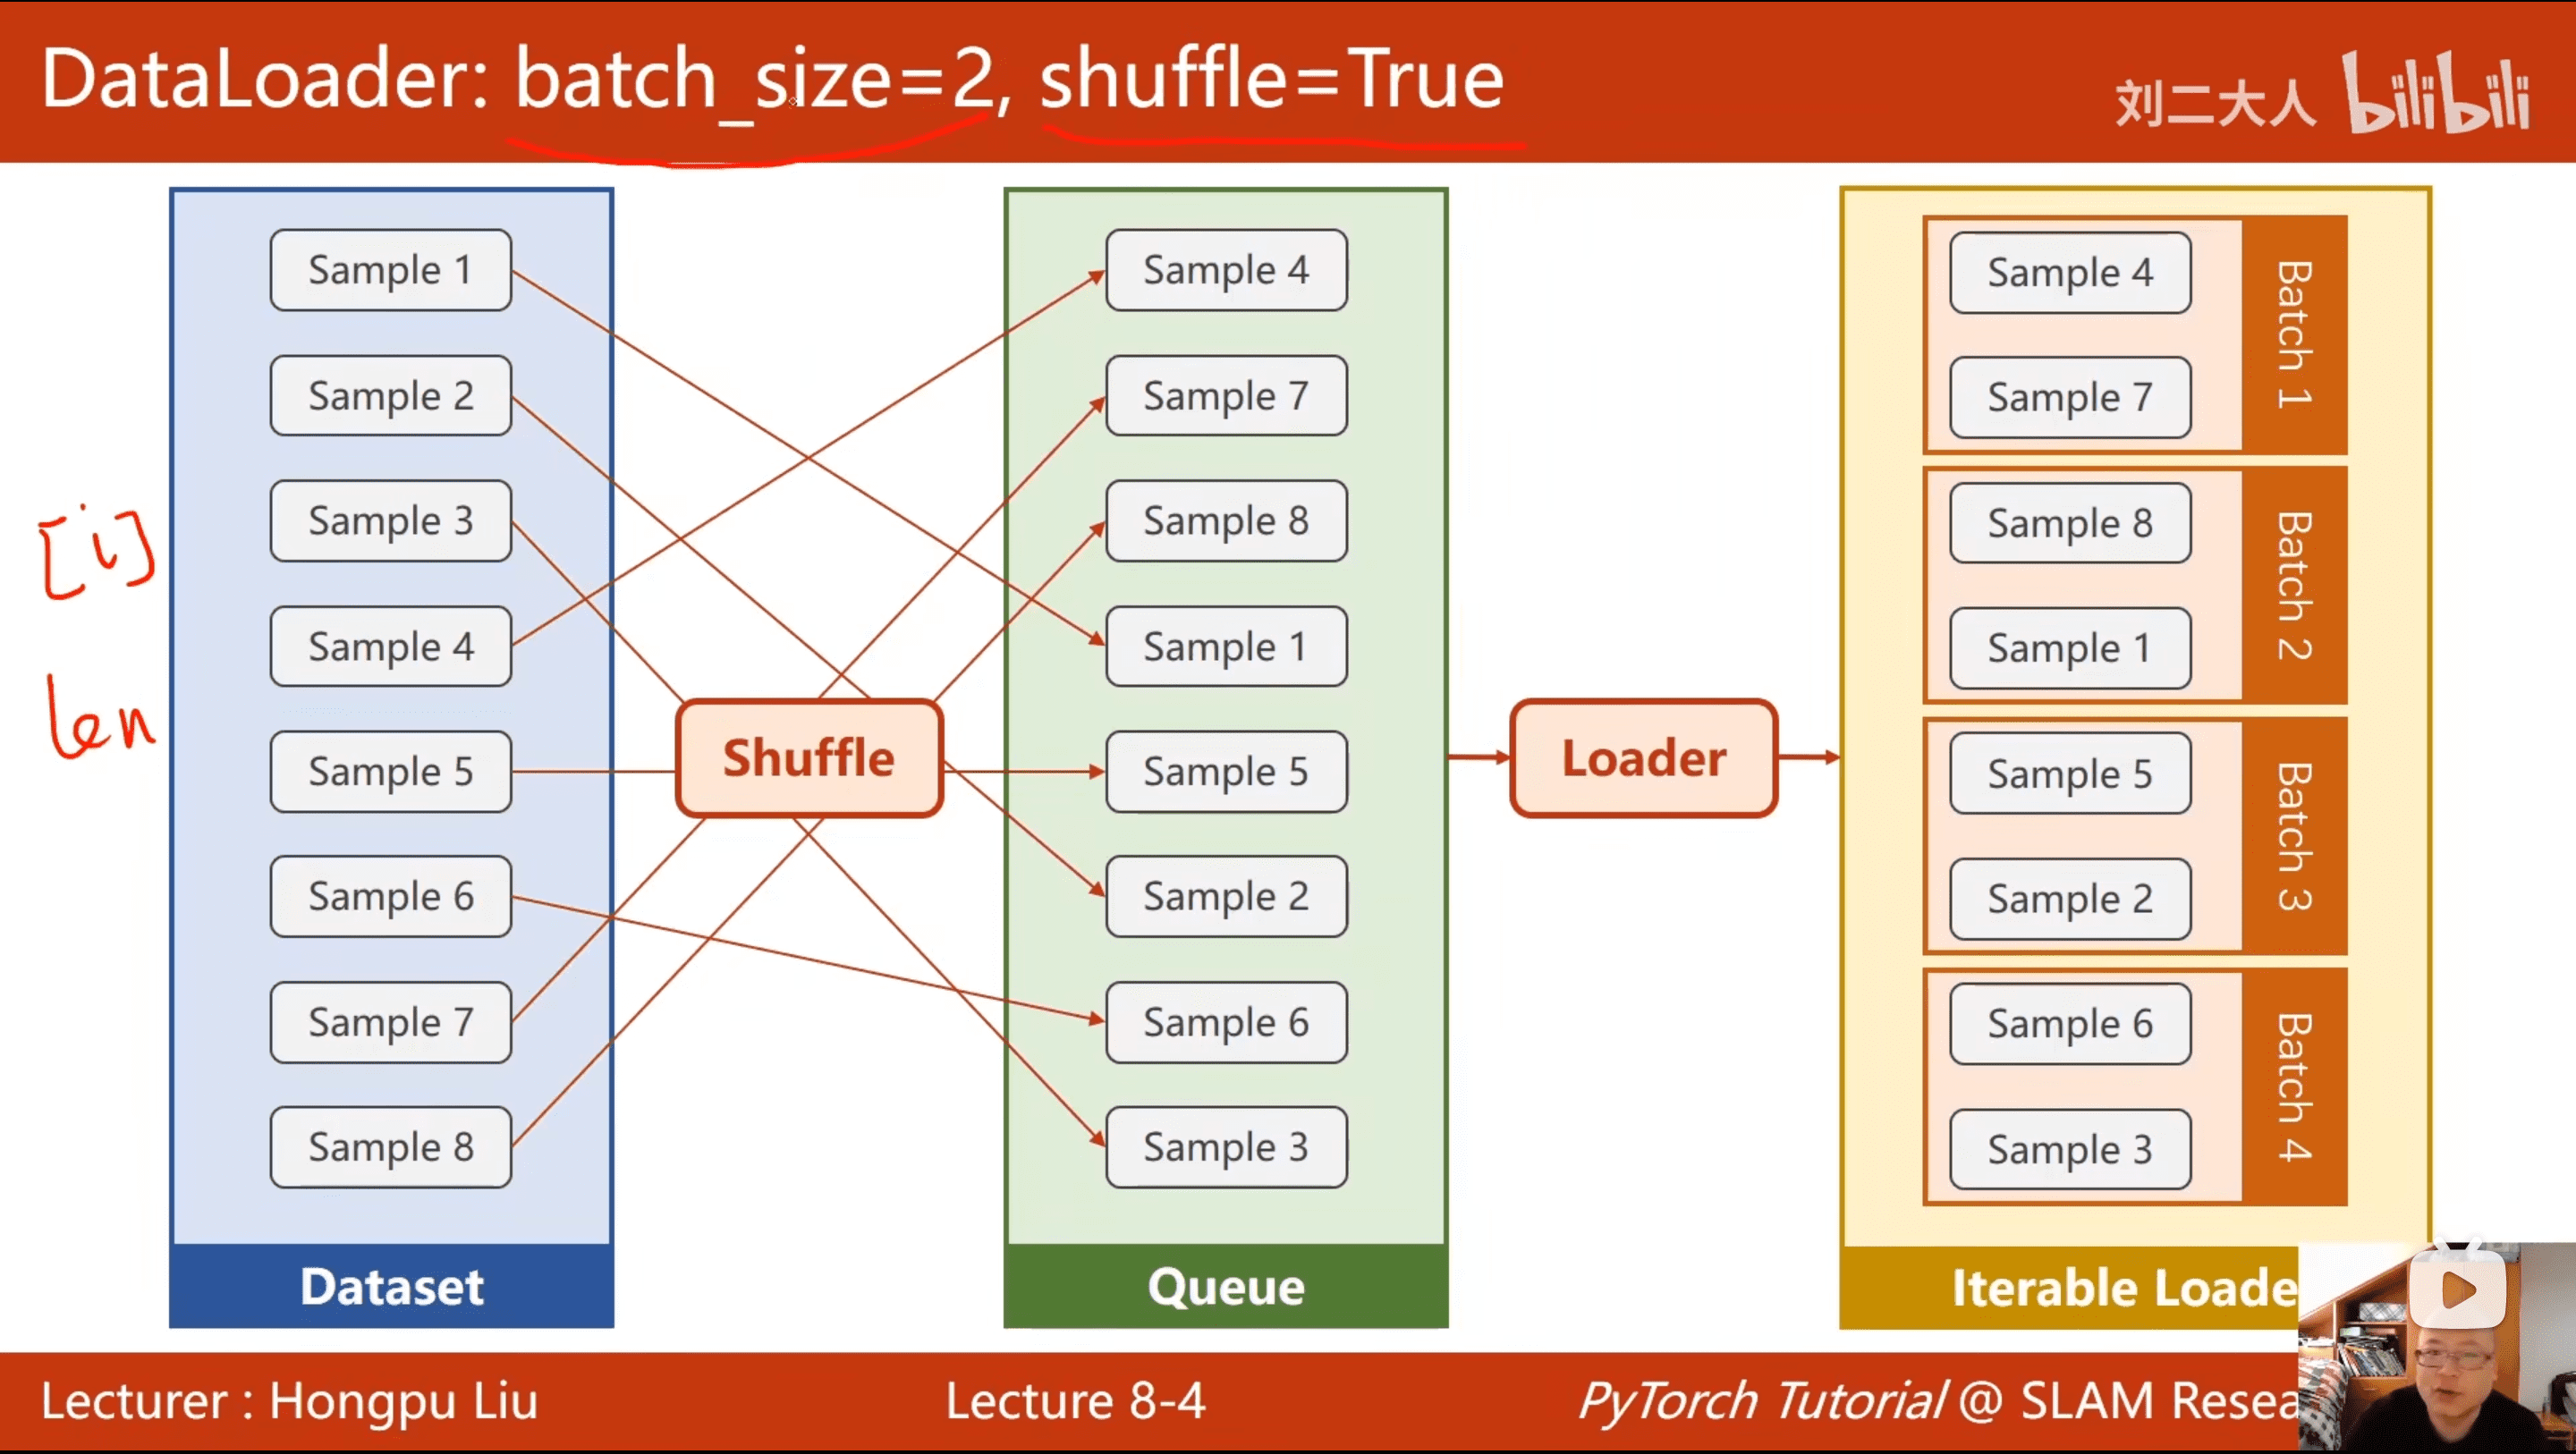 DataLoader: batch_size=2, shuffle=True
刘二大人 bilibili
Sample 1
Sample 2
Sample 3
Sample 4
Sample 5
Sample 6
Sample 7
Sample 8
Dataset
[i]
len
Shuffle
Sample 4
Sample 7
Sample 8
Sample 1
Sample 5
Sample 2
Sample 6
Sample 3
Queue
Loader
Sample 4
Sample 7
Batch 1
Sample 8
Sample 1
Batch 2
Sample 5
Sample 2
Batch 3
Sample 6
Sample 3
Batch 4
Iterable Loade
Lecturer : Hongpu Liu
Lecture 8-4
PyTorch Tutorial @ SLAM Resea